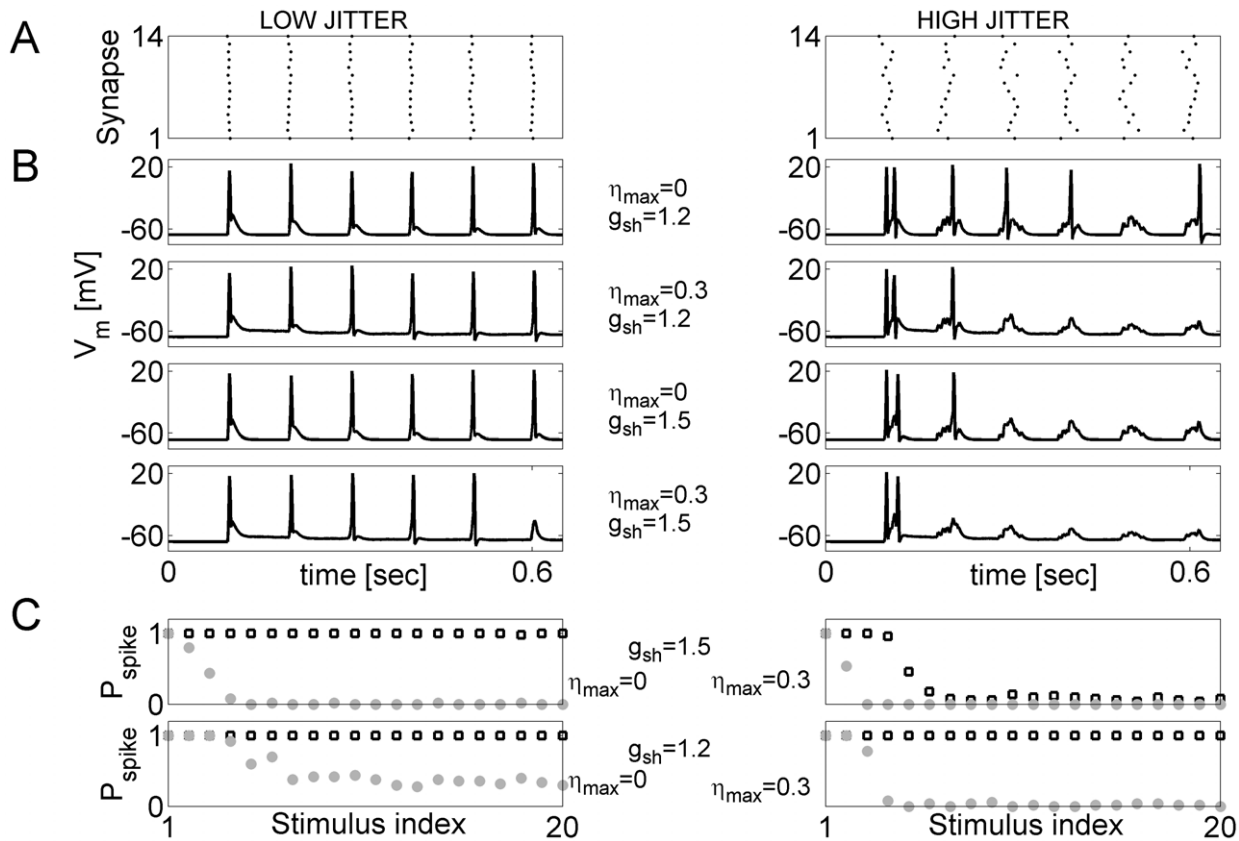 LOW JITTER
HIGH JITTER
A
Synapse
14
1
14
1
B
V_m [mV]
20
-60
η_max=0
g_sh=1.2
20
-60
20
-60
η_max=0.3
g_sh=1.2
20
-60
20
-60
η_max=0
g_sh=1.5
20
-60
20
-60
η_max=0.3
g_sh=1.5
20
-60
0
time [sec]
0.6
0
time [sec]
0.6
C
P_spike
1
0
g_sh=1.5
η_max=0
η_max=0.3
1
0
P_spike
1
0
g_sh=1.2
η_max=0
η_max=0.3
1
0
1
Stimulus index
20
1
Stimulus index
20